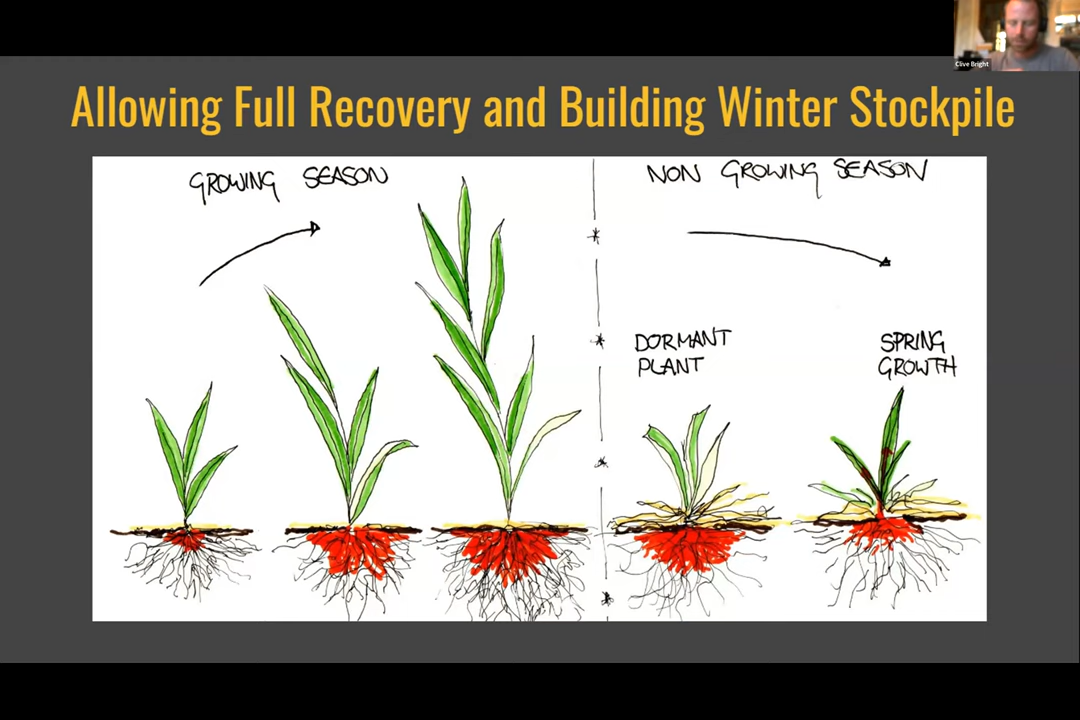 Clive Bright
Allowing Full Recovery and Building Winter Stockpile
GROWING SEASON
NON GROWING SEASON
DORMANT
PLANT
SPRING
GROWTH